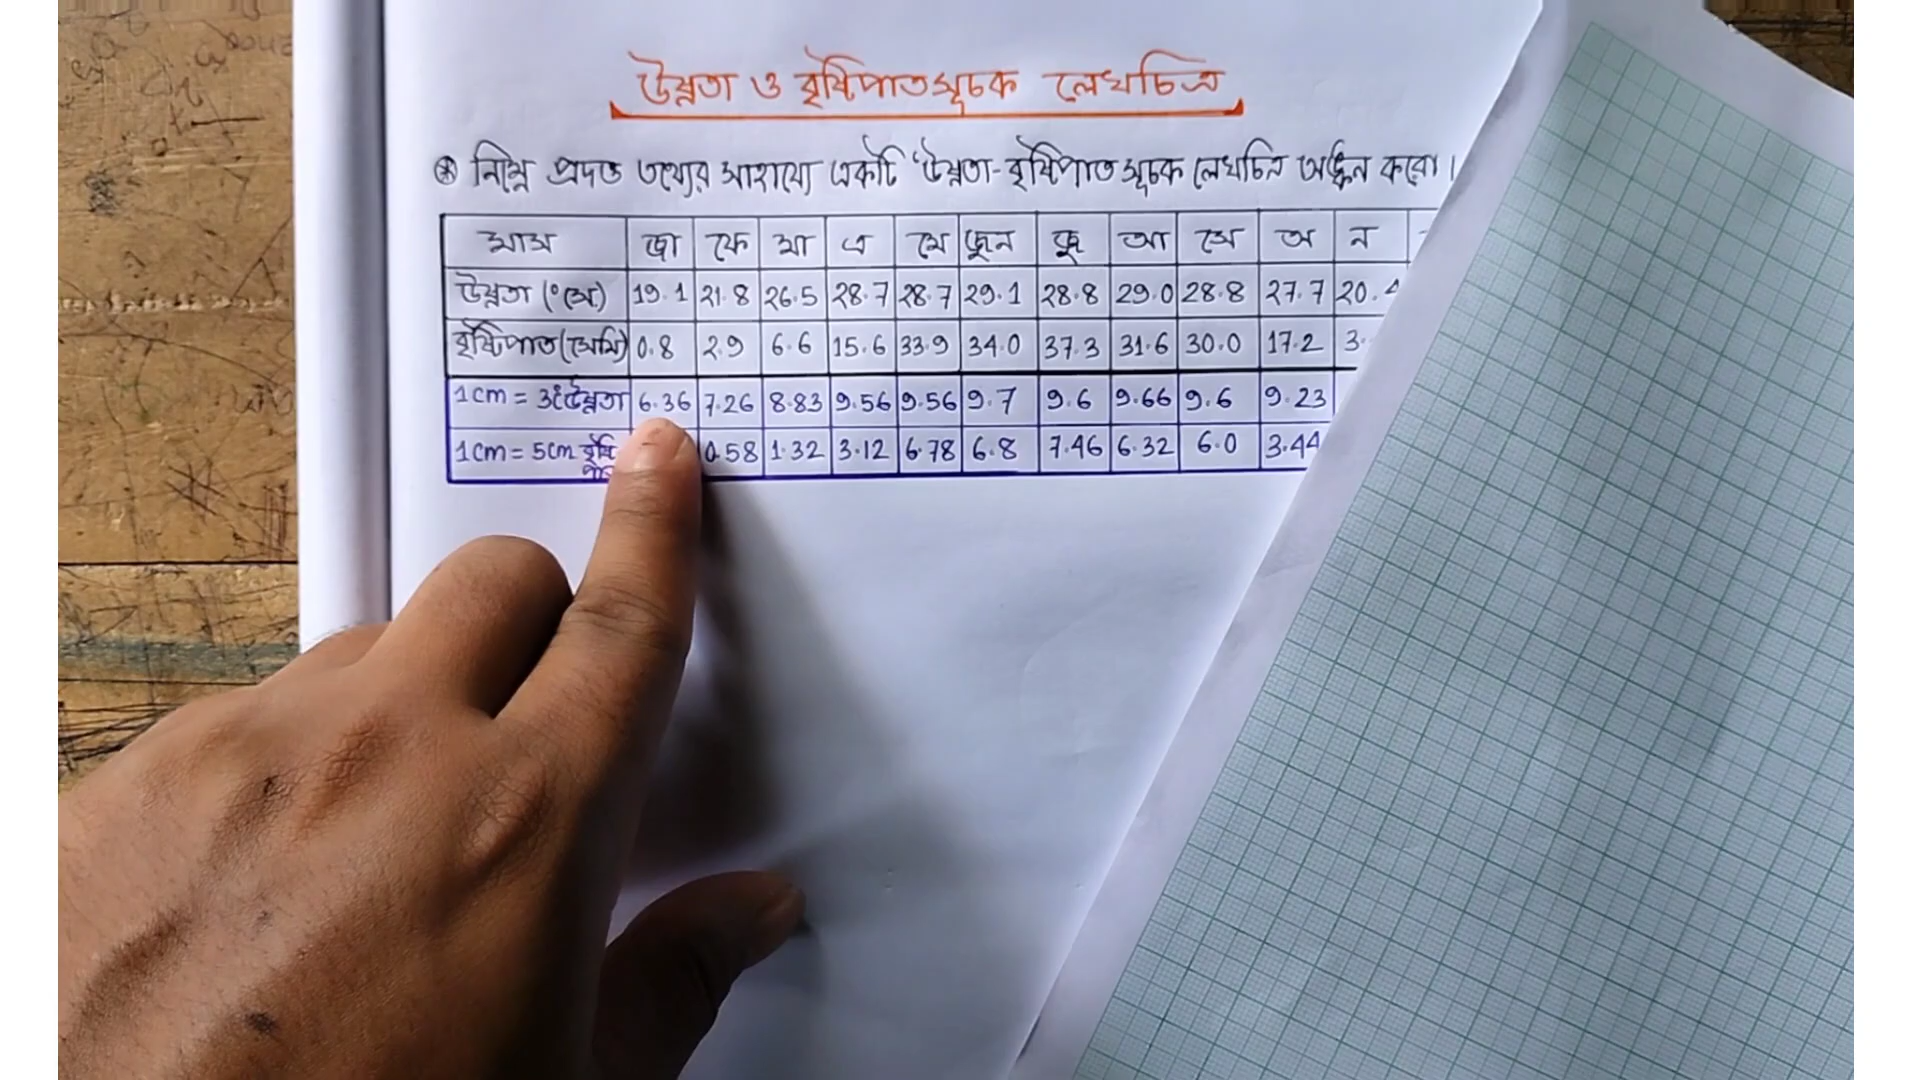 উষ্ণতা ও বৃষ্টিপাতসূচক লেখচিত্র
নিম্নে প্রদত্ত তথ্যের সাহায্যে একটি 'উষ্ণতা-বৃষ্টিপাত সূচক লেখচিত্র অঙ্কন করো।
মাস জা ফে মা এ মে জুন জু আ সে অ ন
উষ্ণতা (°সে) 19.1 21.8 26.5 28.7 28.7 29.1 28.8 29.0 28.8 27.7 20.
বৃষ্টিপাত (সেমি) 0.8 2.9 6.6 15.6 33.9 34.0 37.3 31.6 30.0 17.2 3.
1cm = 3°C উষ্ণতা 6.36 7.26 8.83 9.56 9.56 9.7 9.6 9.66 9.6 9.23
1cm = 5cm 0.58 1.32 3.12 6.78 6.8 7.46 6.32 6.0 3.44